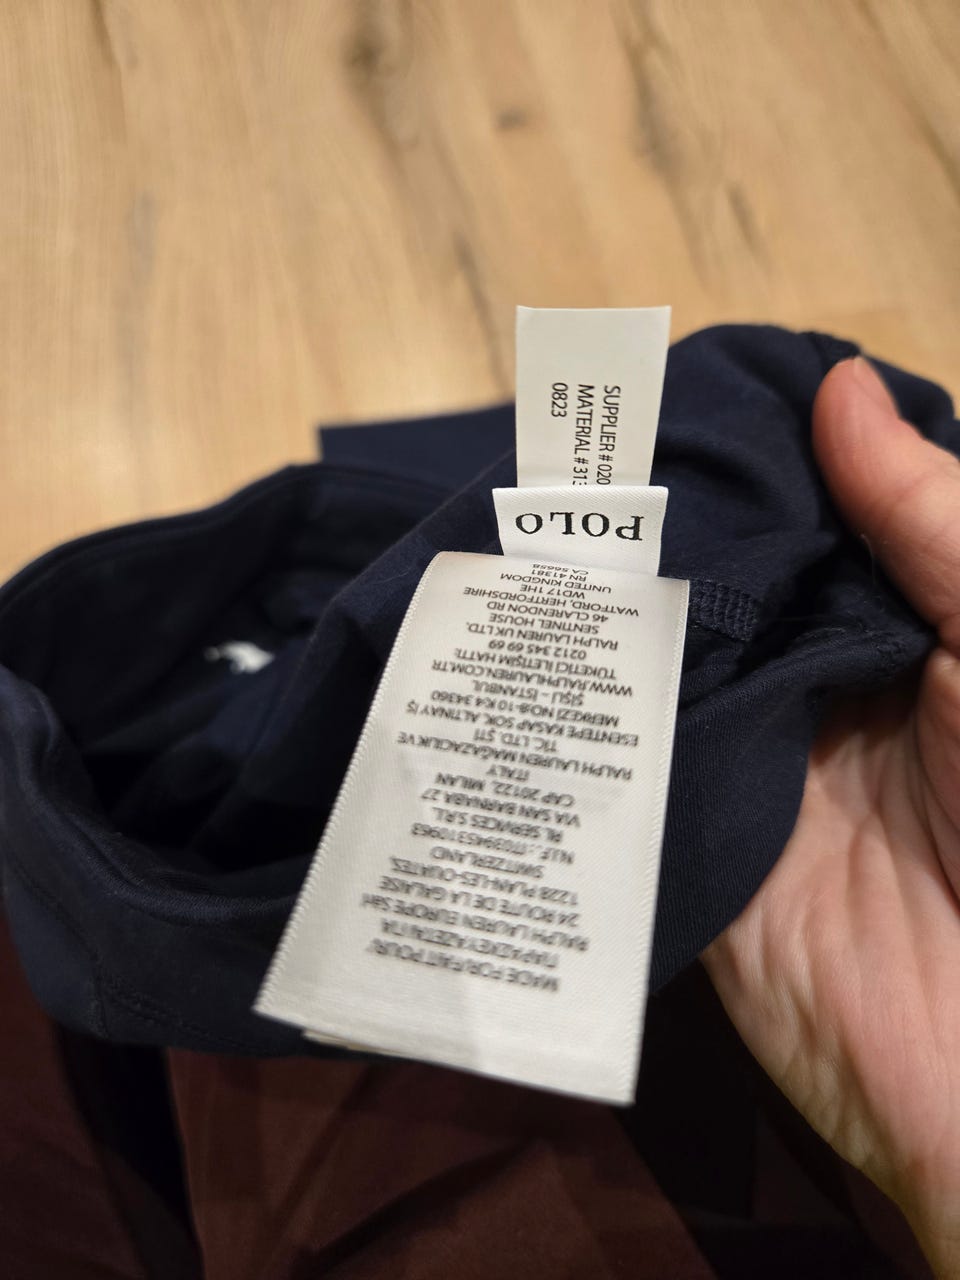 SUPPLIER # 020
MATERIAL # 313
0823
POLO
MADE FOR/FAIT POUR/
ΠΑΡΑΣΚΕΥΑΖΕΤΑΙ ΓΙΑ
RALPH LAUREN EUROPE Sàrl
24 ROUTE DE LA GALAISE
1228 PLAN-LES-OUATES,
SWITZERLAND
N.I.F.:IT03945310963
RL SERVICES S.R.L.
VIA SAN BARNABA 27
CAP 20122, MILAN
ITALY
RALPH LAUREN MAĞAZACILIK VE
TİC. LTD. ŞTİ
ESENTEPE KASAP SOK. ALTINAY İŞ
MERKEZİ NO:8-10 K:4 34360
ŞİŞLİ - İSTANBUL
WWW.RALPHLAUREN.COM.TR
TÜKETİCİ İLETİŞİM HATTI:
0212 345 69 69
RALPH LAUREN UK LTD.
SENTINEL HOUSE
46 CLARENDON RD
WATFORD, HERTFORDSHIRE
WD17 1HE
UNITED KINGDOM
RN 41381
CA 56658